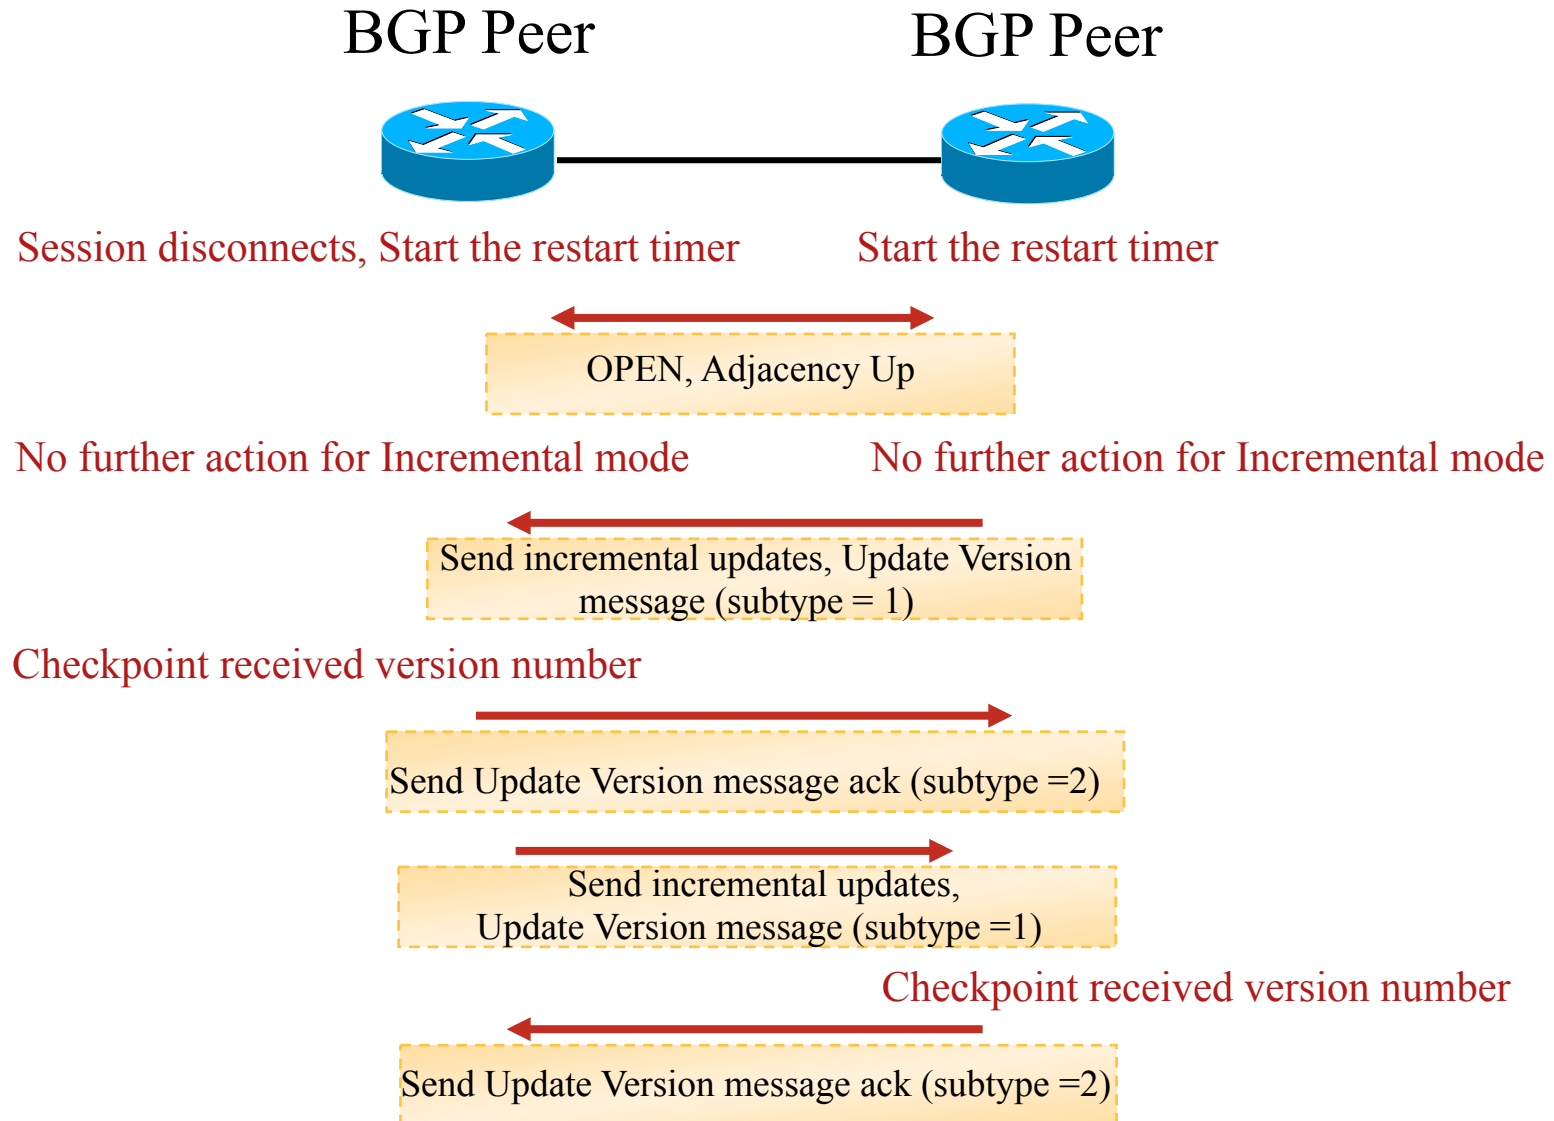 BGP Peer
BGP Peer
Session disconnects, Start the restart timer
Start the restart timer
OPEN, Adjacency Up
No further action for Incremental mode
No further action for Incremental mode
Send incremental updates, Update Version
message (subtype = 1)
Checkpoint received version number
Send Update Version message ack (subtype =2)
Send incremental updates,
Update Version message (subtype =1)
Checkpoint received version number
Send Update Version message ack (subtype =2)